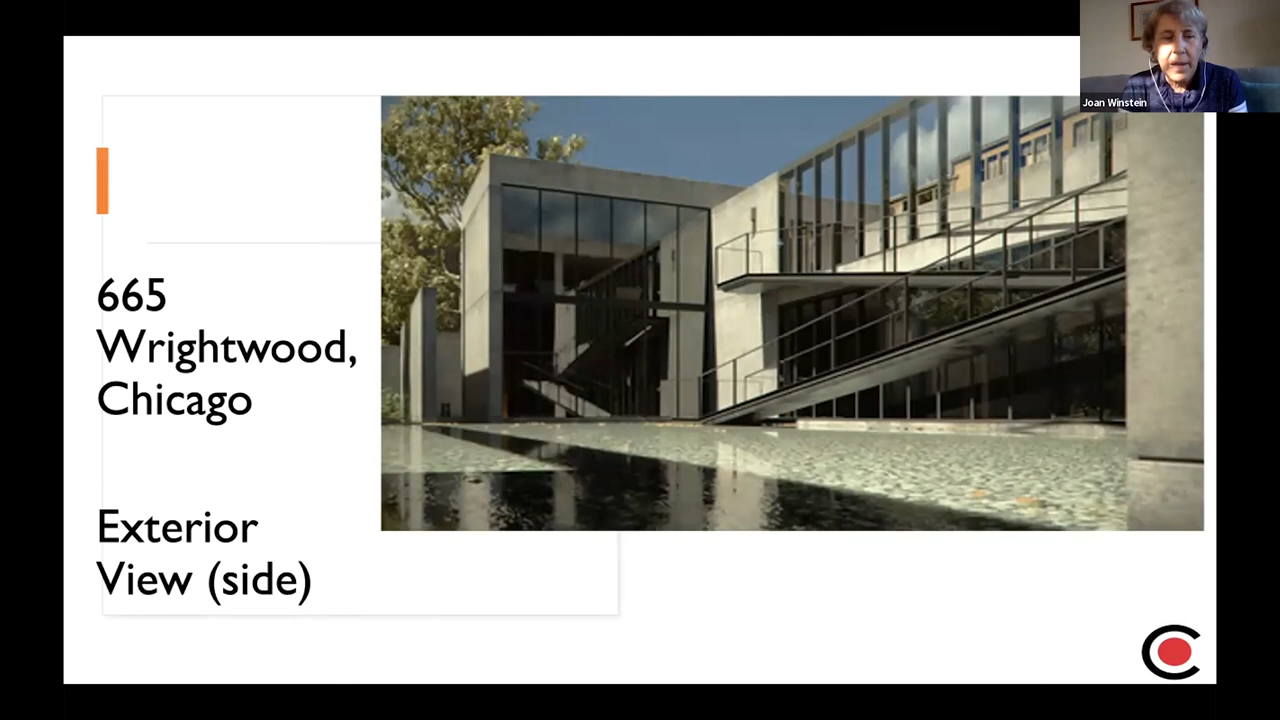 Joan Winstein
665
Wrightwood,
Chicago
Exterior
View (side)